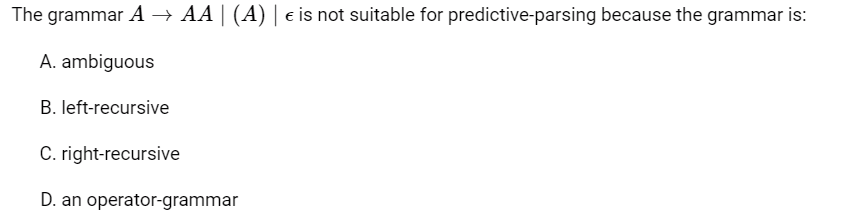 The grammar A → AA | (A) | ϵ is not suitable for predictive-parsing because the grammar is:
A. ambiguous
B. left-recursive
C. right-recursive
D. an operator-grammar